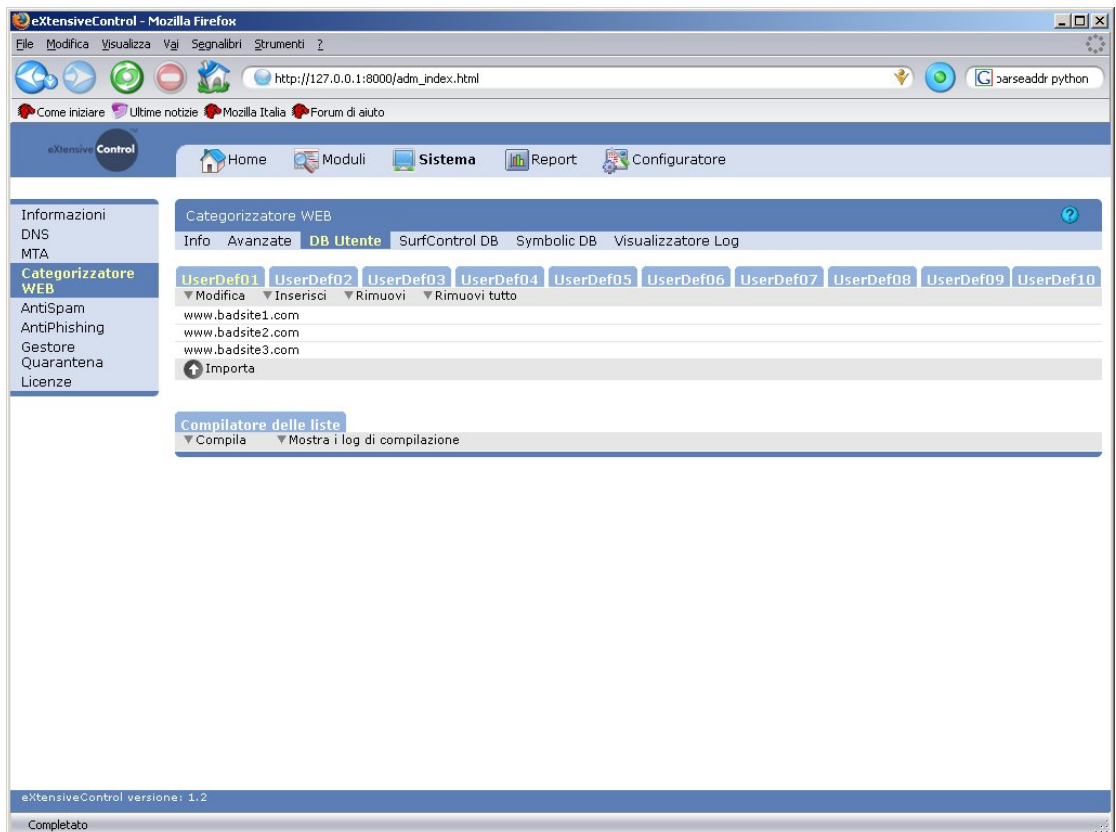 eXtensiveControl - Mozilla Firefox
File Modifica Visualizza Vai Segnalibri Strumenti ?
http://127.0.0.1:8000/adm_index.html
G parseaddr python
Come iniziare Ultime notizie Mozilla Italia Forum di aiuto
eXtensive Control TM
Home Moduli Sistema Report Configuratore
Informazioni
DNS
MTA
Categorizzatore
WEB
AntiSpam
AntiPhishing
Gestore
Quarantena
Licenze
Categorizzatore WEB ?
Info Avanzate DB Utente SurfControl DB Symbolic DB Visualizzatore Log
UserDef01 UserDef02 UserDef03 UserDef04 UserDef05 UserDef06 UserDef07 UserDef08 UserDef09 UserDef10
Modifica Inserisci Rimuovi Rimuovi tutto
www.badsite1.com
www.badsite2.com
www.badsite3.com
Importa
Compilatore delle liste
Compila Mostra i log di compilazione
eXtensiveControl versione: 1.2
Completato